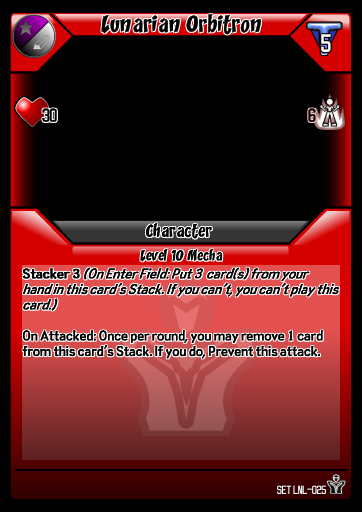 Lunarian Orbitron
5
30
6
Character
Level 10 Mecha
Stacker 3 (On Enter Field: Put 3 card(s) from your
hand in this card's Stack. If you can't, you can't play this
card.)
On Attacked: Once per round, you may remove 1 card
from this card's Stack. If you do, Prevent this attack.
SET LNL-025